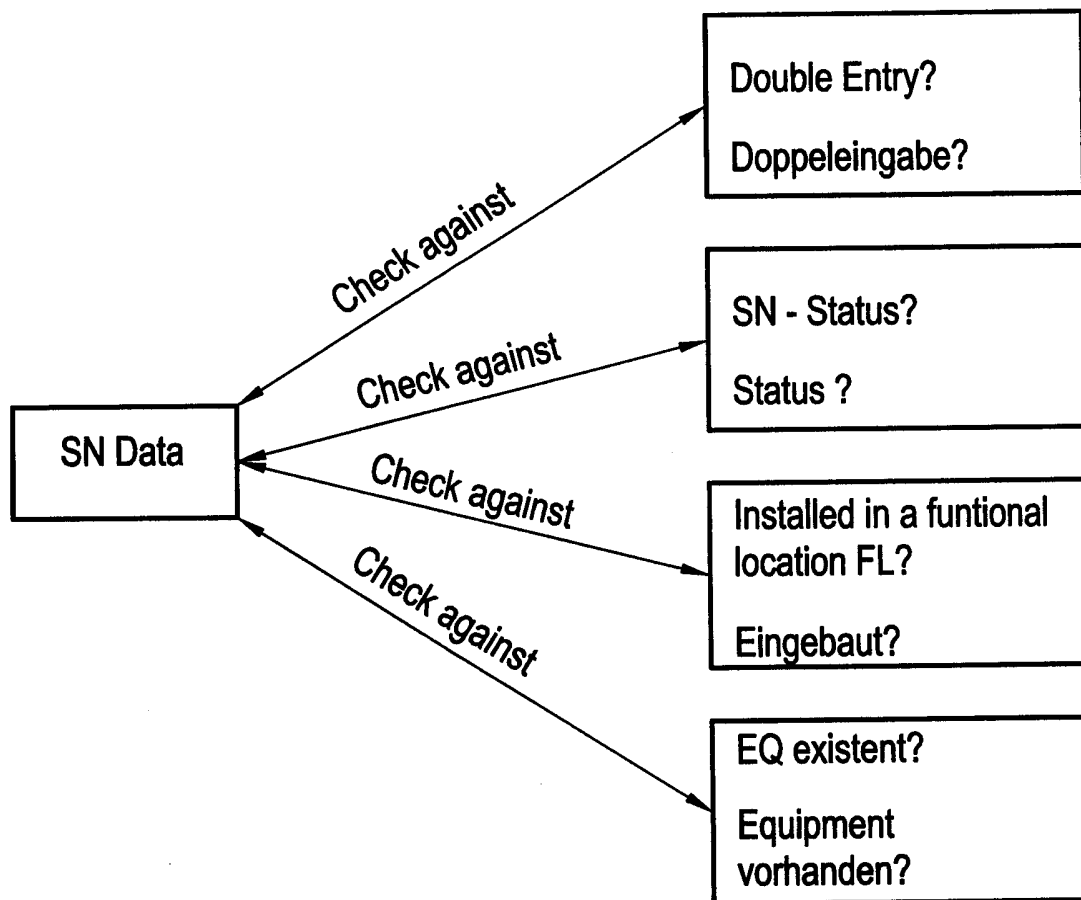 Double Entry?
Doppeleingabe?
Check against
SN - Status?
Status ?
Check against
SN Data
Check against
Installed in a funtional
location FL?
Eingebaut?
Check against
EQ existent?
Equipment
vorhanden?